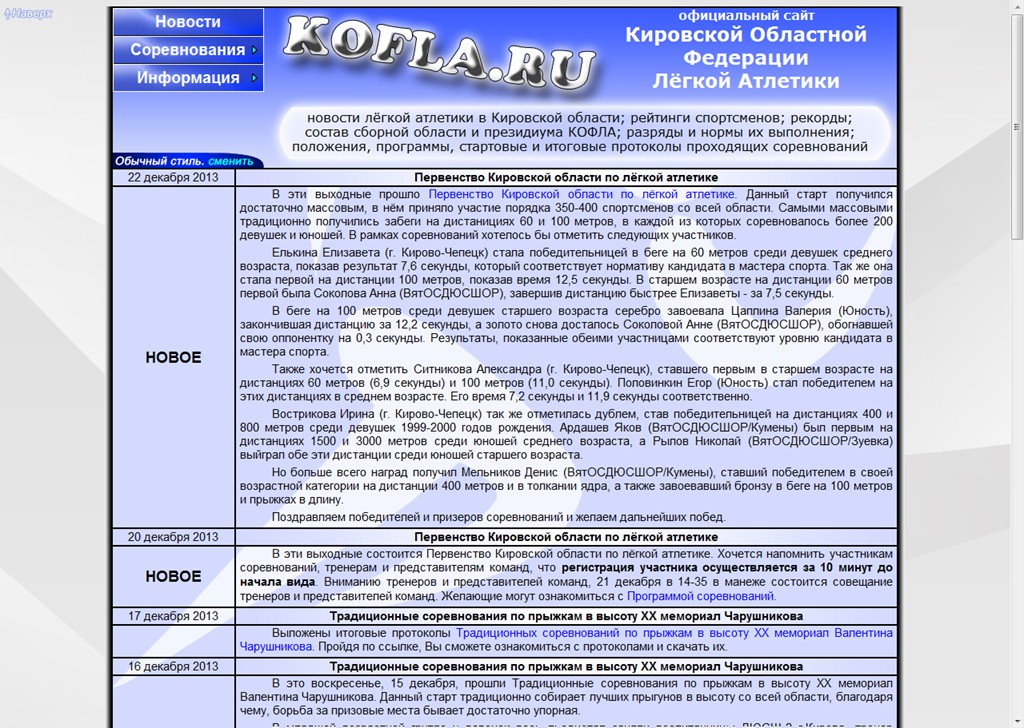 Наверх
Новости
Соревнования
Информация
KOFLA.RU
официальный сайт
Кировской Областной
Федерации
Лёгкой Атлетики
новости лёгкой атлетики в Кировской области; рейтинги спортсменов; рекорды;
состав сборной области и президиума КОФЛА; разряды и нормы их выполнения;
положения, программы, стартовые и итоговые протоколы проходящих соревнований
Обычный стиль. сменить
22 декабря 2013
Первенство Кировской области по лёгкой атлетике
НОВОЕ
В эти выходные прошло Первенство Кировской области по лёгкой атлетике. Данный старт получился
достаточно массовым, в нём приняло участие порядка 350-400 спортсменов со всей области. Самыми массовыми
традиционно получились забеги на дистанциях 60 и 100 метров, в каждой из которых соревновалось более 200
девушек и юношей. В рамках соревнований хотелось бы отметить следующих участников.
Елькина Елизавета (г. Кирово-Чепецк) стала победительницей в беге на 60 метров среди девушек среднего
возраста, показав результат 7,6 секунды, который соответствует нормативу кандидата в мастера спорта. Так же она
стала первой на дистанции 100 метров, показав время 12,5 секунды. В старшем возрасте на дистанции 60 метров
первой была Соколова Анна (ВятОСДЮСШОР), завершив дистанцию быстрее Елизаветы - за 7,5 секунды.
В беге на 100 метров среди девушек старшего возраста серебро завоевала Цаплина Валерия (Юность),
закончившая дистанцию за 12,2 секунды, а золото снова досталось Соколовой Анне (ВятОСДЮСШОР), обогнавшей
свою оппонентку на 0,3 секунды. Результаты, показанные обеими участницами соответствуют уровню кандидата в
мастера спорта.
Также хочется отметить Ситникова Александра (г. Кирово-Чепецк), ставшего первым в старшем возрасте на
дистанциях 60 метров (6,9 секунды) и 100 метров (11,0 секунды). Половинкин Егор (Юность) стал победителем на
этих дистанциях в среднем возрасте. Его время 7,2 секунды и 11,9 секунды соответственно.
Вострикова Ирина (г. Кирово-Чепецк) так же отметилась дублем, став победительницей на дистанциях 400 и
800 метров среди девушек 1999-2000 годов рождения. Ардашев Яков (ВятОСДЮСШОР/Кумены) был первым на
дистанциях 1500 и 3000 метров среди юношей среднего возраста, а Рылов Николай (ВятОСДЮСШОР/Зуевка)
выйграл обе эти дистанции среди юношей старшего возраста.
Но больше всего наград получил Мельников Денис (ВятОСДЮСШОР/Кумены), ставший победителем в своей
возрастной категории на дистанции 400 метров и в толкании ядра, а также завоевавший бронзу в беге на 100 метров
и прыжках в длину.
Поздравляем победителей и призеров соревнований и желаем дальнейших побед.
20 декабря 2013
Первенство Кировской области по лёгкой атлетике
НОВОЕ
В эти выходные состоится Первенство Кировской области по лёгкой атлетике. Хочется напомнить участникам
соревнований, тренерам и представителям команд, что регистрация участника осуществляется за 10 минут до
начала вида. Вниманию тренеров и представителей команд, 21 декабря в 14-35 в манеже состоится совещание
тренеров и представителей команд. Желающие могут ознакомиться с Программой соревнований.
17 декабря 2013
Традиционные соревнования по прыжкам в высоту XX мемориал Чарушникова
Выложены итоговые протоколы Традиционных соревнований по прыжкам в высоту XX мемориал Валентина
Чарушникова. Пройдя по ссылке, Вы сможете ознакомиться с протоколами и скачать их.
16 декабря 2013
Традиционные соревнования по прыжкам в высоту XX мемориал Чарушникова
В это воскресенье, 15 декабря, прошли Традиционные соревнования по прыжкам в высоту XX мемориал
Валентина Чарушникова. Данный старт традиционно собирает лучших прыгунов в высоту со всей области, благодаря
чему, борьба за призовые места бывает достаточно упорная.